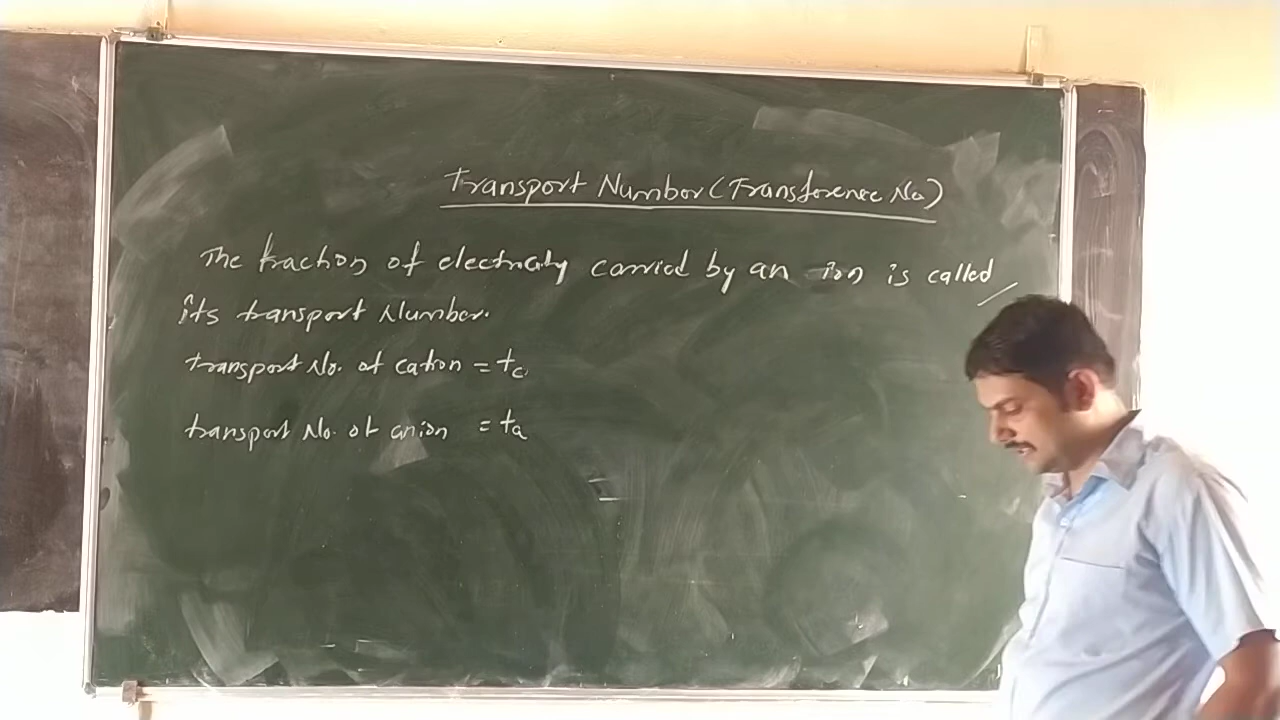 Transport Number (Transference No)
The fraction of electricity carried by an ion is called
its transport Number.
transport No. of cation = tc
transport No. of anion = ta